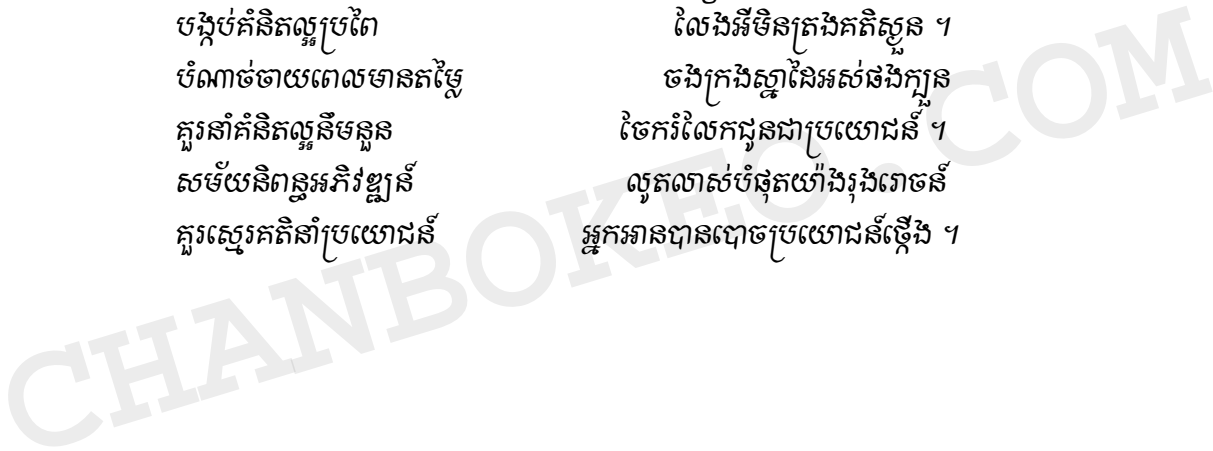 បង្កប់គំនិតល្អប្រពៃ លែងអីមិនត្រងគតិស្ងួន ។
បំណាច់ចាយពេលមានតម្លៃ ចងក្រងស្នាដៃអស់ផងក្បួន
គួរនាំគំនិតល្អនឹមនួន ចែករំលែកជូនជាប្រយោជន៍ ។
សម័យនិពន្ធអភិវឌ្ឍន៍ លូតលាស់បំផុតយ៉ាងរុងរោចន៍
គួរស្មេរគតិនាំប្រយោជន៍ អ្នកអានបានបោចប្រយោជន៍ថ្កើង ។
CHANBOKEO.COM